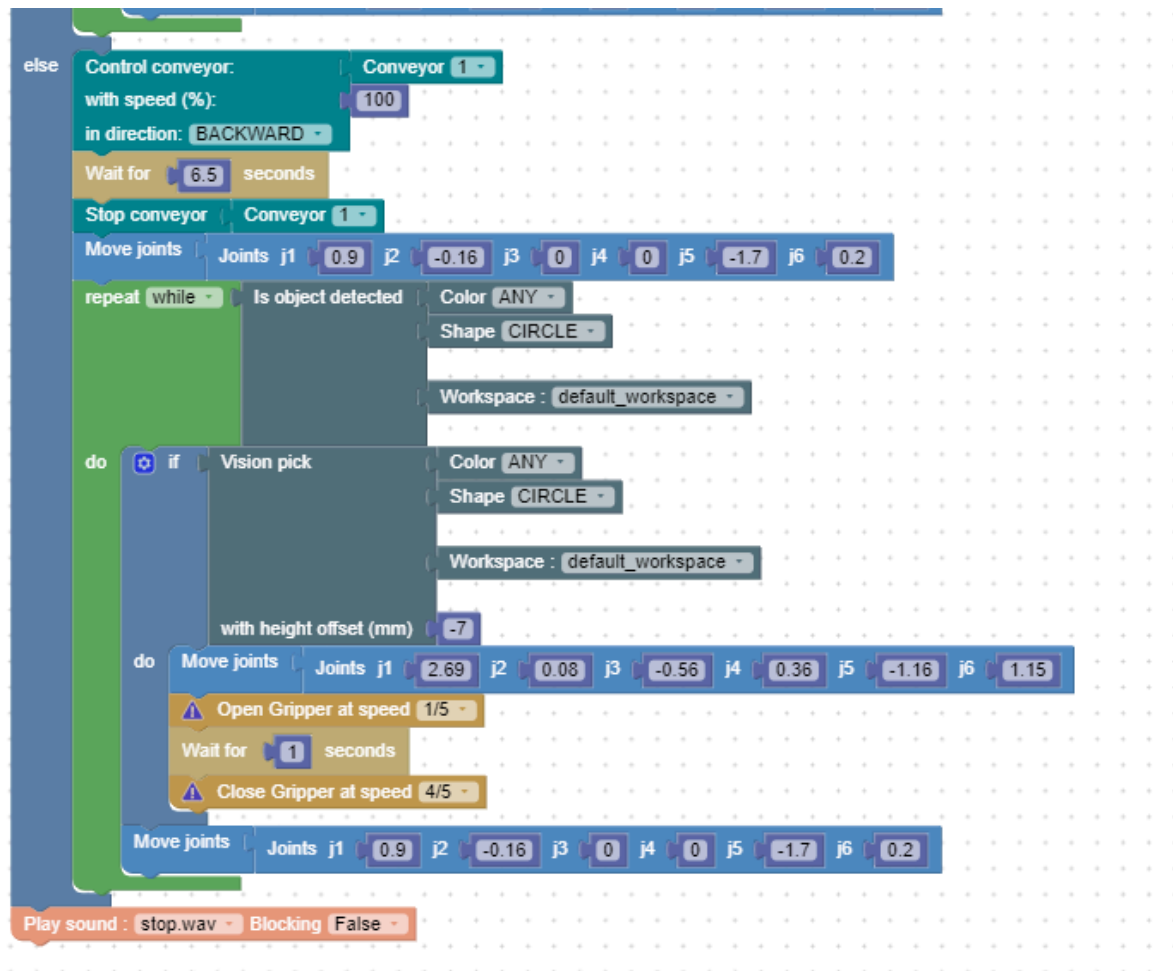 else Control conveyor: Conveyor 1
with speed (%): 100
in direction: BACKWARD
Wait for 6.5 seconds
Stop conveyor Conveyor 1
Move joints Joints j1 0.9 j2 -0.16 j3 0 j4 0 j5 -1.7 j6 0.2
repeat while Is object detected Color ANY
Shape CIRCLE
Workspace : default_workspace
do if Vision pick Color ANY
Shape CIRCLE
Workspace : default_workspace
with height offset (mm) -7
do Move joints Joints j1 2.69 j2 0.08 j3 -0.56 j4 0.36 j5 -1.16 j6 1.15
Open Gripper at speed 1/5
Wait for 1 seconds
Close Gripper at speed 4/5
Move joints Joints j1 0.9 j2 -0.16 j3 0 j4 0 j5 -1.7 j6 0.2
Play sound : stop.wav Blocking False